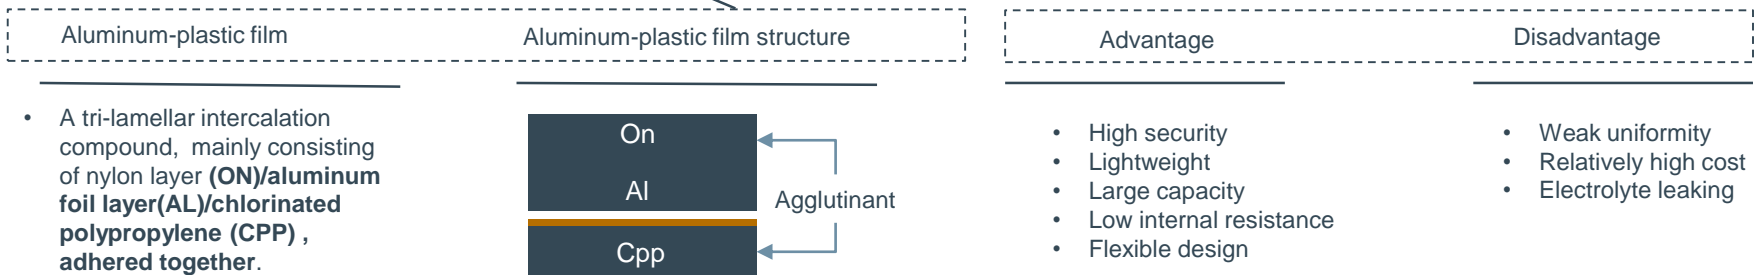 Aluminum-plastic film
Aluminum-plastic film structure
Advantage
Disadvantage
• A tri-lamellar intercalation
compound, mainly consisting
of nylon layer (ON)/aluminum
foil layer(AL)/chlorinated
polypropylene (CPP) ,
adhered together.
On
Al
Cpp
Agglutinant
• High security
• Lightweight
• Large capacity
• Low internal resistance
• Flexible design
• Weak uniformity
• Relatively high cost
• Electrolyte leaking